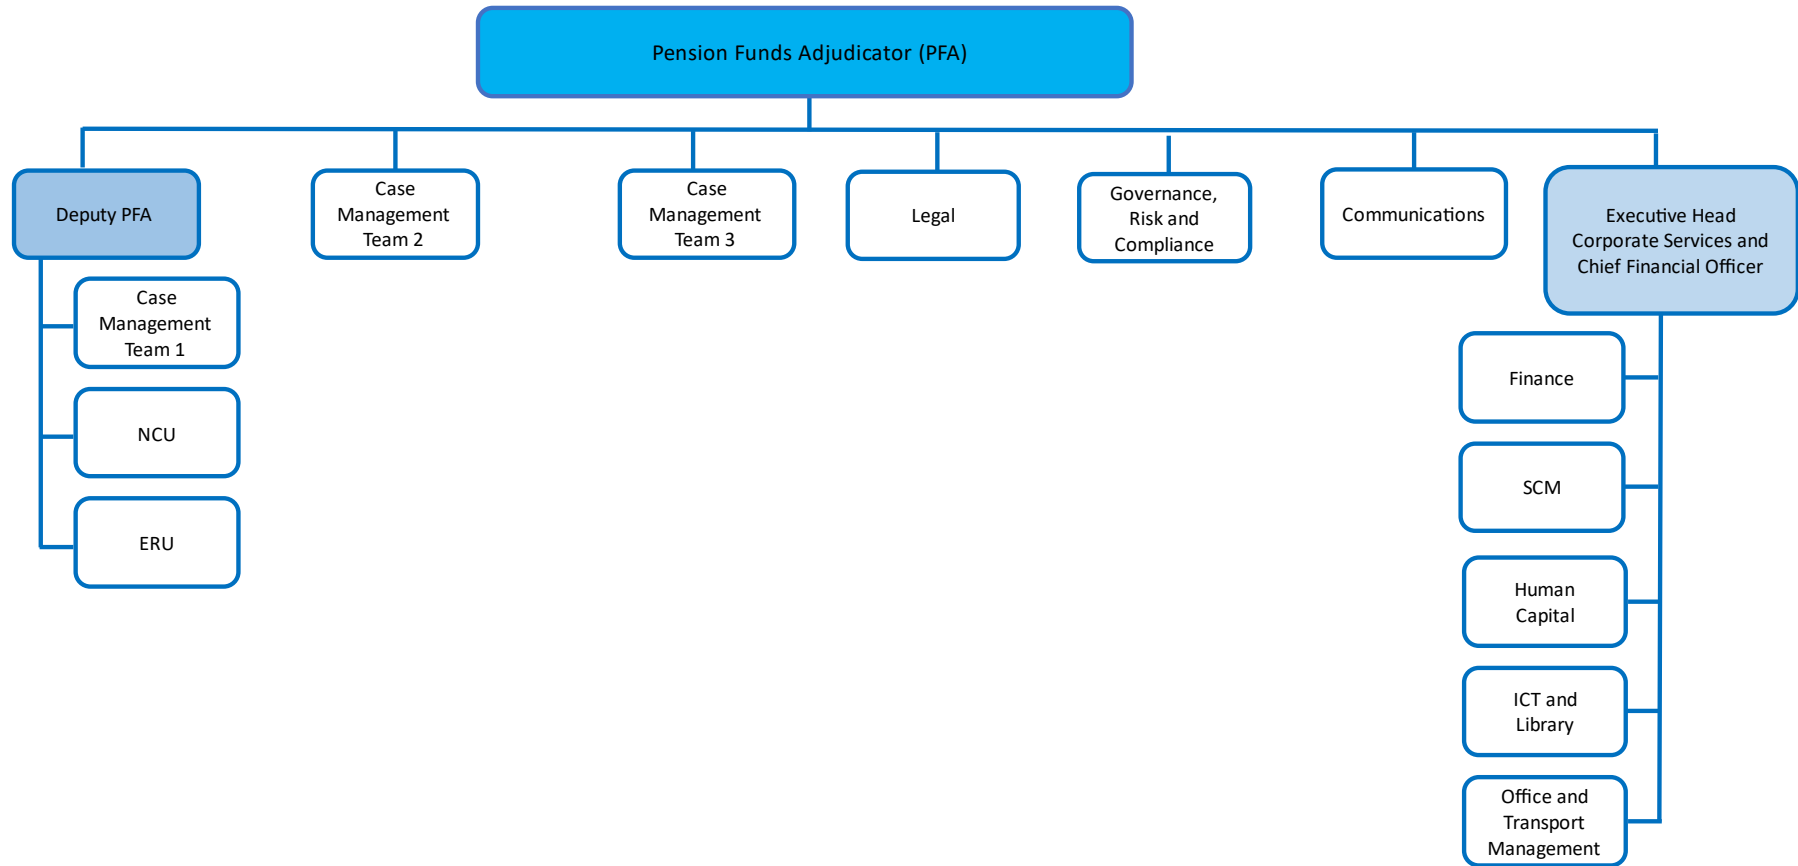 Pension Funds Adjudicator (PFA)
Deputy PFA
Case
Management
Team 2
Case
Management
Team 3
Legal
Governance,
Risk and
Compliance
Communications
Executive Head
Corporate Services and
Chief Financial Officer
Case
Management
Team 1
NCU
ERU
Finance
SCM
Human
Capital
ICT and
Library
Office and
Transport
Management